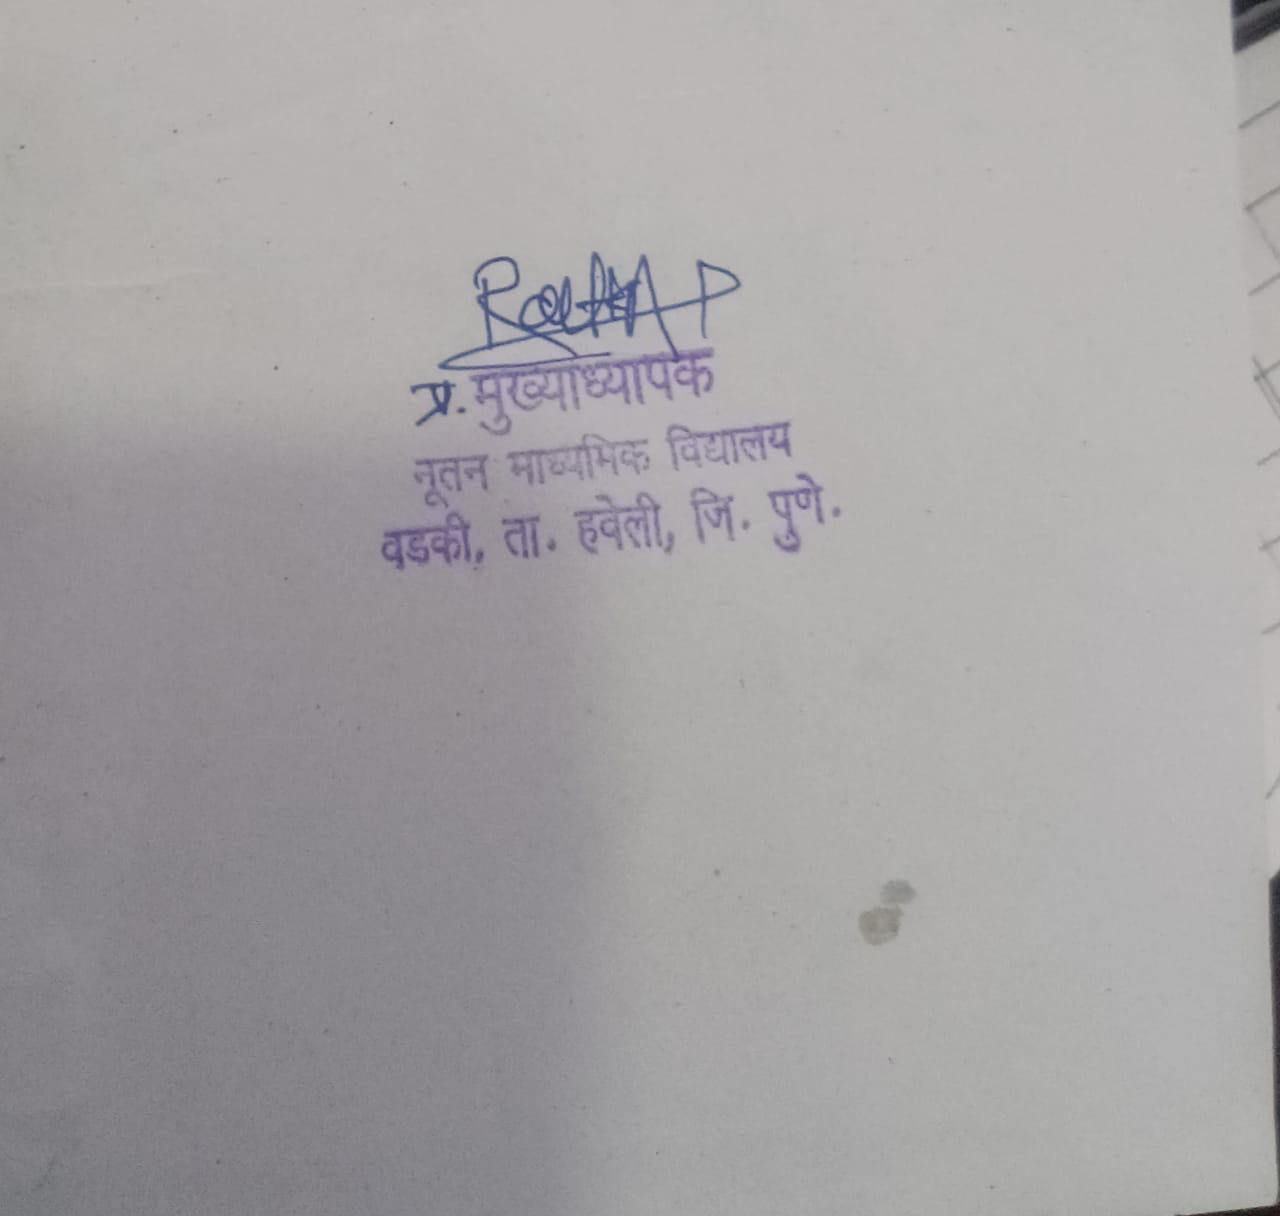 प्र. मुख्याध्यापक
नूतन माध्यमिक विद्यालय
वडकी, ता. हवेली, जि. पुणे.